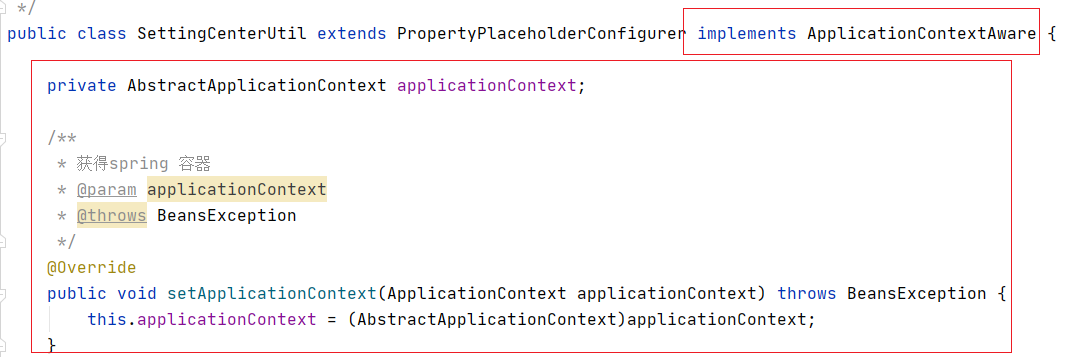 */
public class SettingCenterUtil extends PropertyPlaceholderConfigurer implements ApplicationContextAware {
private AbstractApplicationContext applicationContext;
/**
* 获得spring 容器
* @param applicationContext
* @throws BeansException
*/
@Override
public void setApplicationContext(ApplicationContext applicationContext) throws BeansException {
this.applicationContext = (AbstractApplicationContext)applicationContext;
}